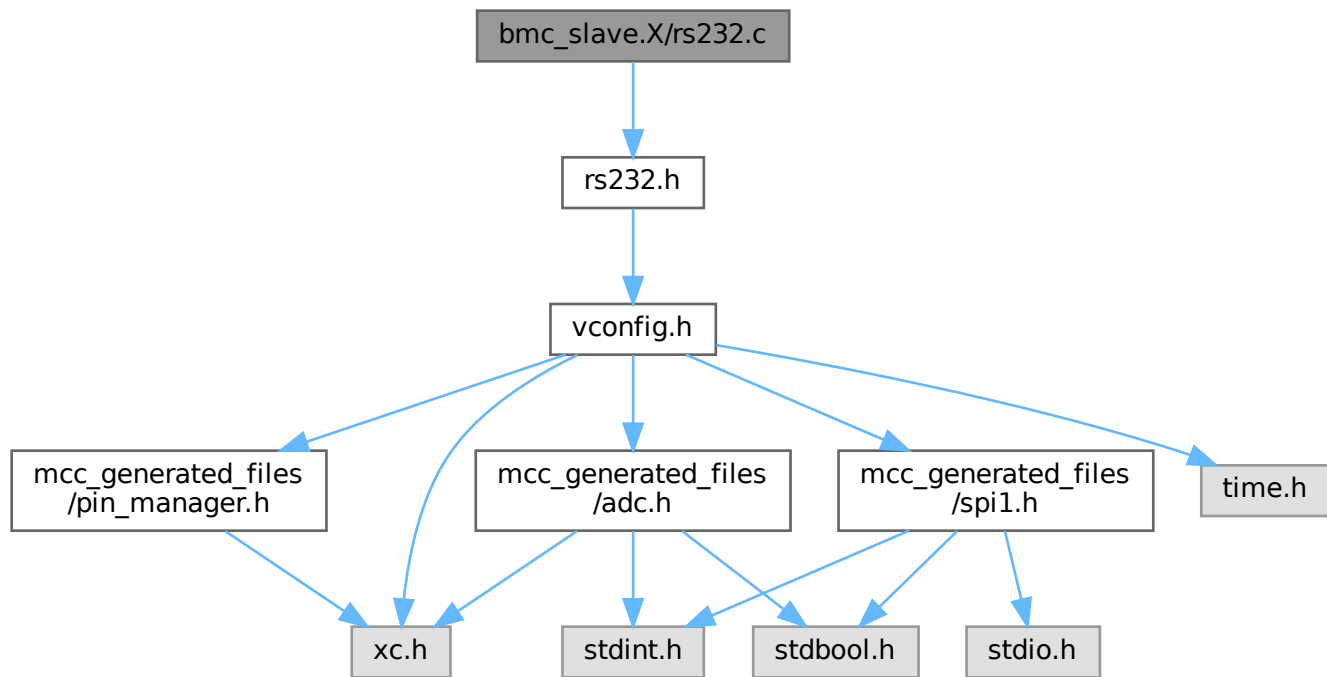 bmc_slave.X/rs232.c
rs232.h
vconfig.h
mcc_generated_files
/pin_manager.h
mcc_generated_files
/adc.h
mcc_generated_files
/spi1.h
time.h
xc.h
stdint.h
stdbool.h
stdio.h